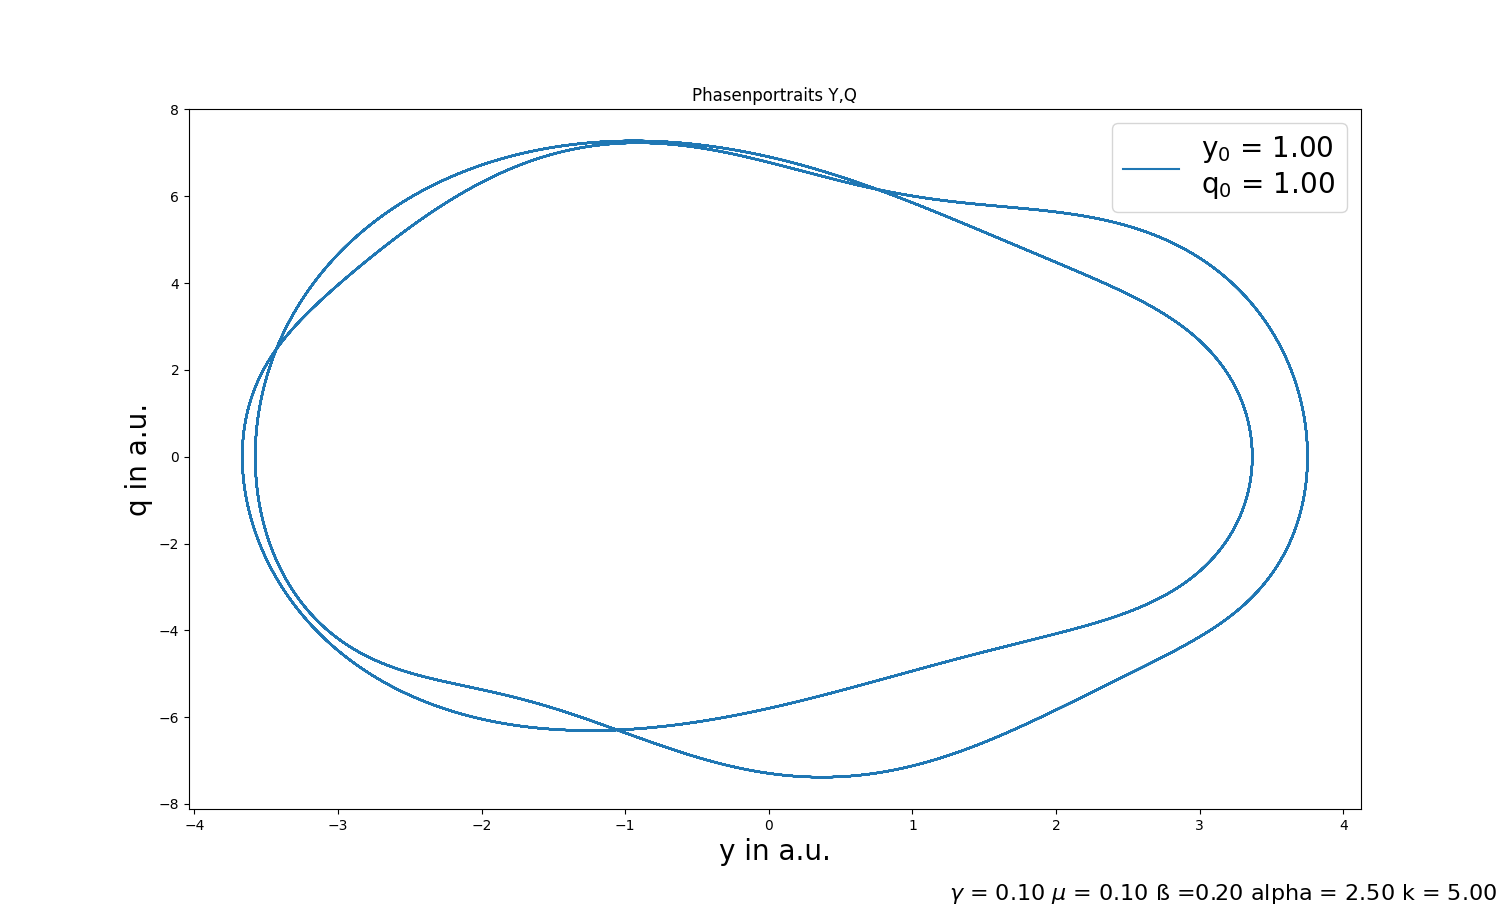 Phasenportraits Y,Q
y₀ = 1.00
q₀ = 1.00
8
6
4
2
0
−2
−4
−6
−8
q in a.u.
−4 −3 −2 −1 0 1 2 3 4
y in a.u.
γ = 0.10 μ = 0.10 ß =0.20 alpha = 2.50 k = 5.00